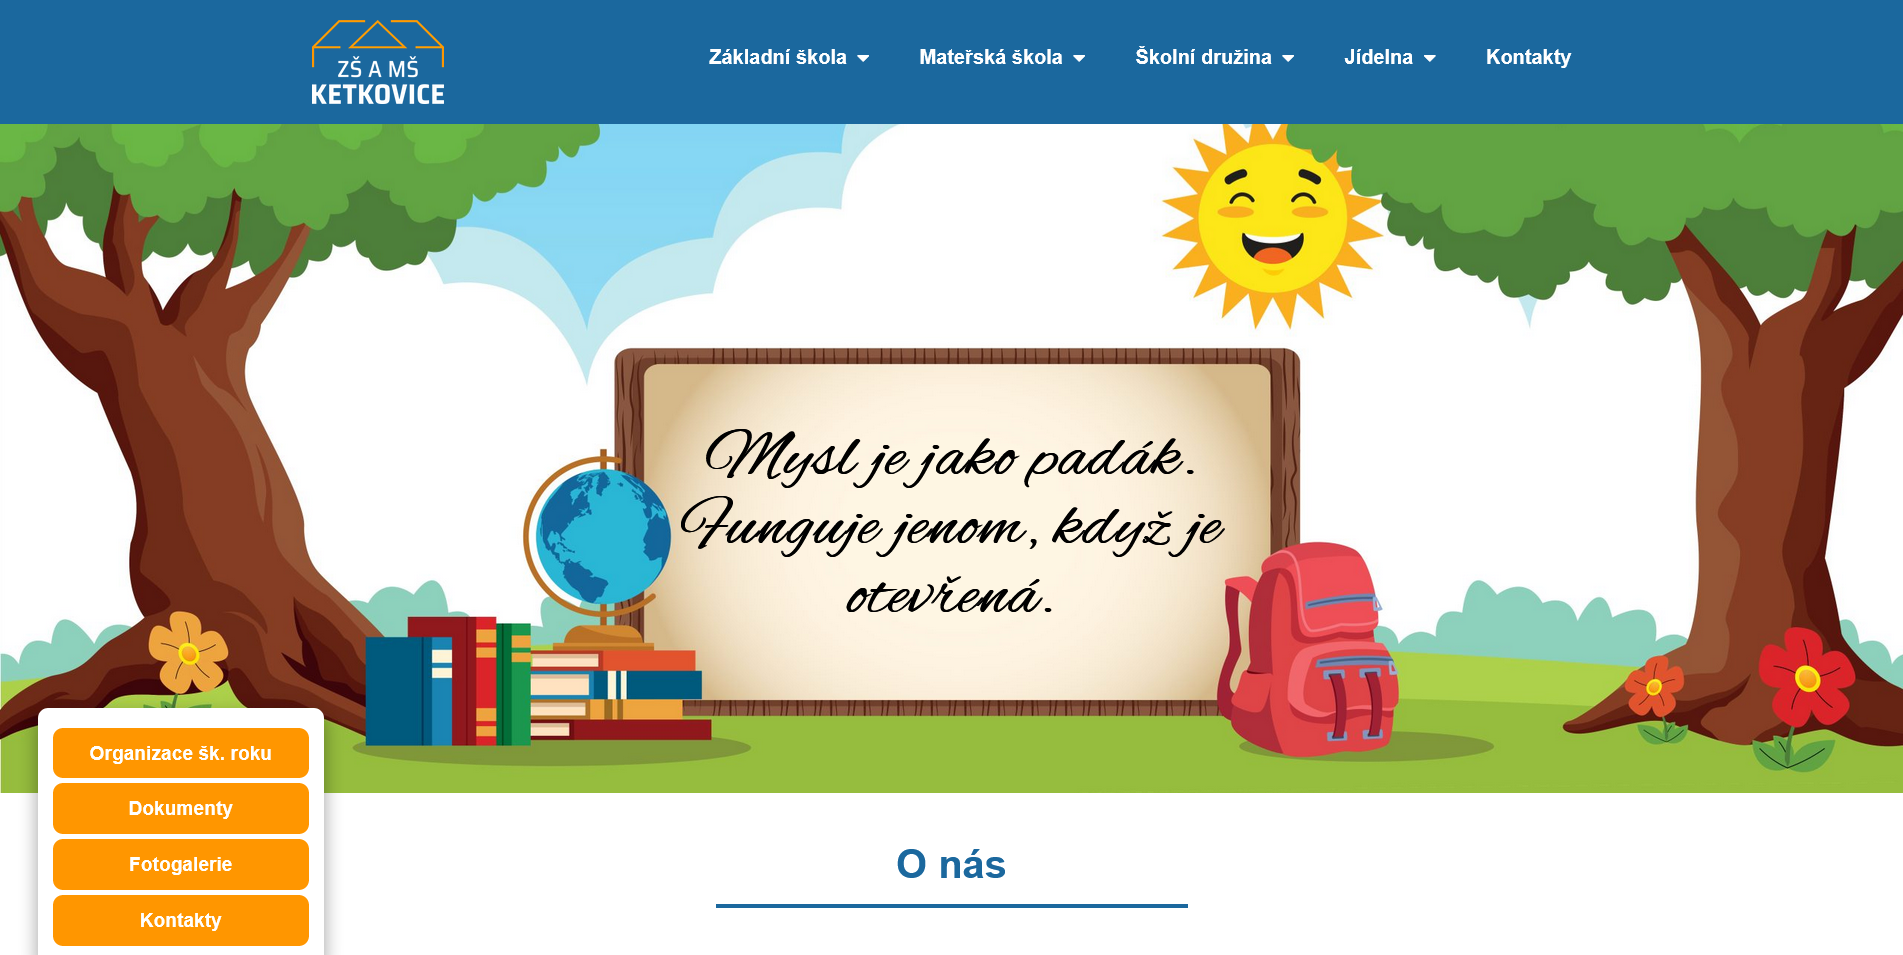 ZŠ A MŠ
KETKOVICE
Základní škola
Mateřská škola
Školní družina
Jídelna
Kontakty
Mysl je jako padák.
Funguje jenom, když je
otevřená.
Organizace šk. roku
Dokumenty
Fotogalerie
Kontakty
O nás